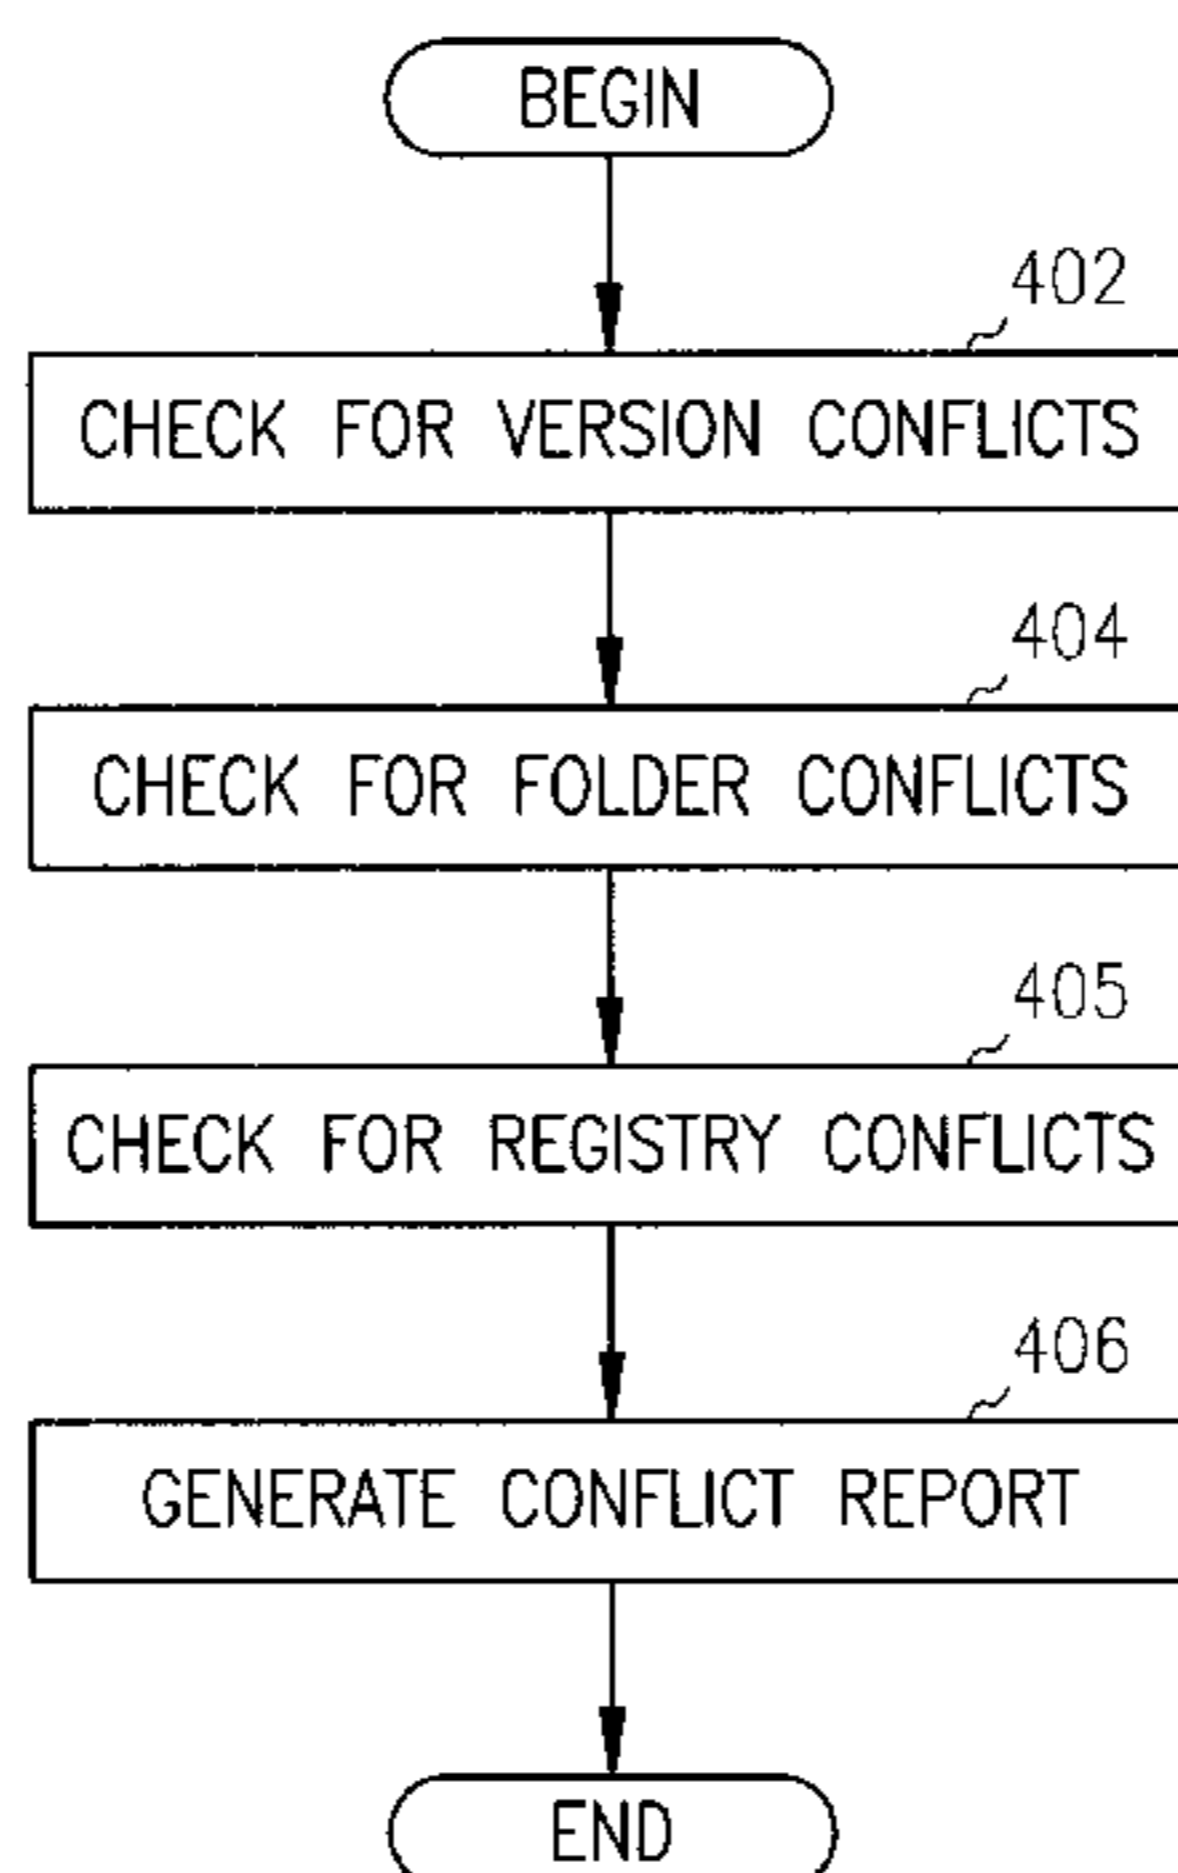 BEGIN
402
CHECK FOR VERSION CONFLICTS
404
CHECK FOR FOLDER CONFLICTS
405
CHECK FOR REGISTRY CONFLICTS
406
GENERATE CONFLICT REPORT
END